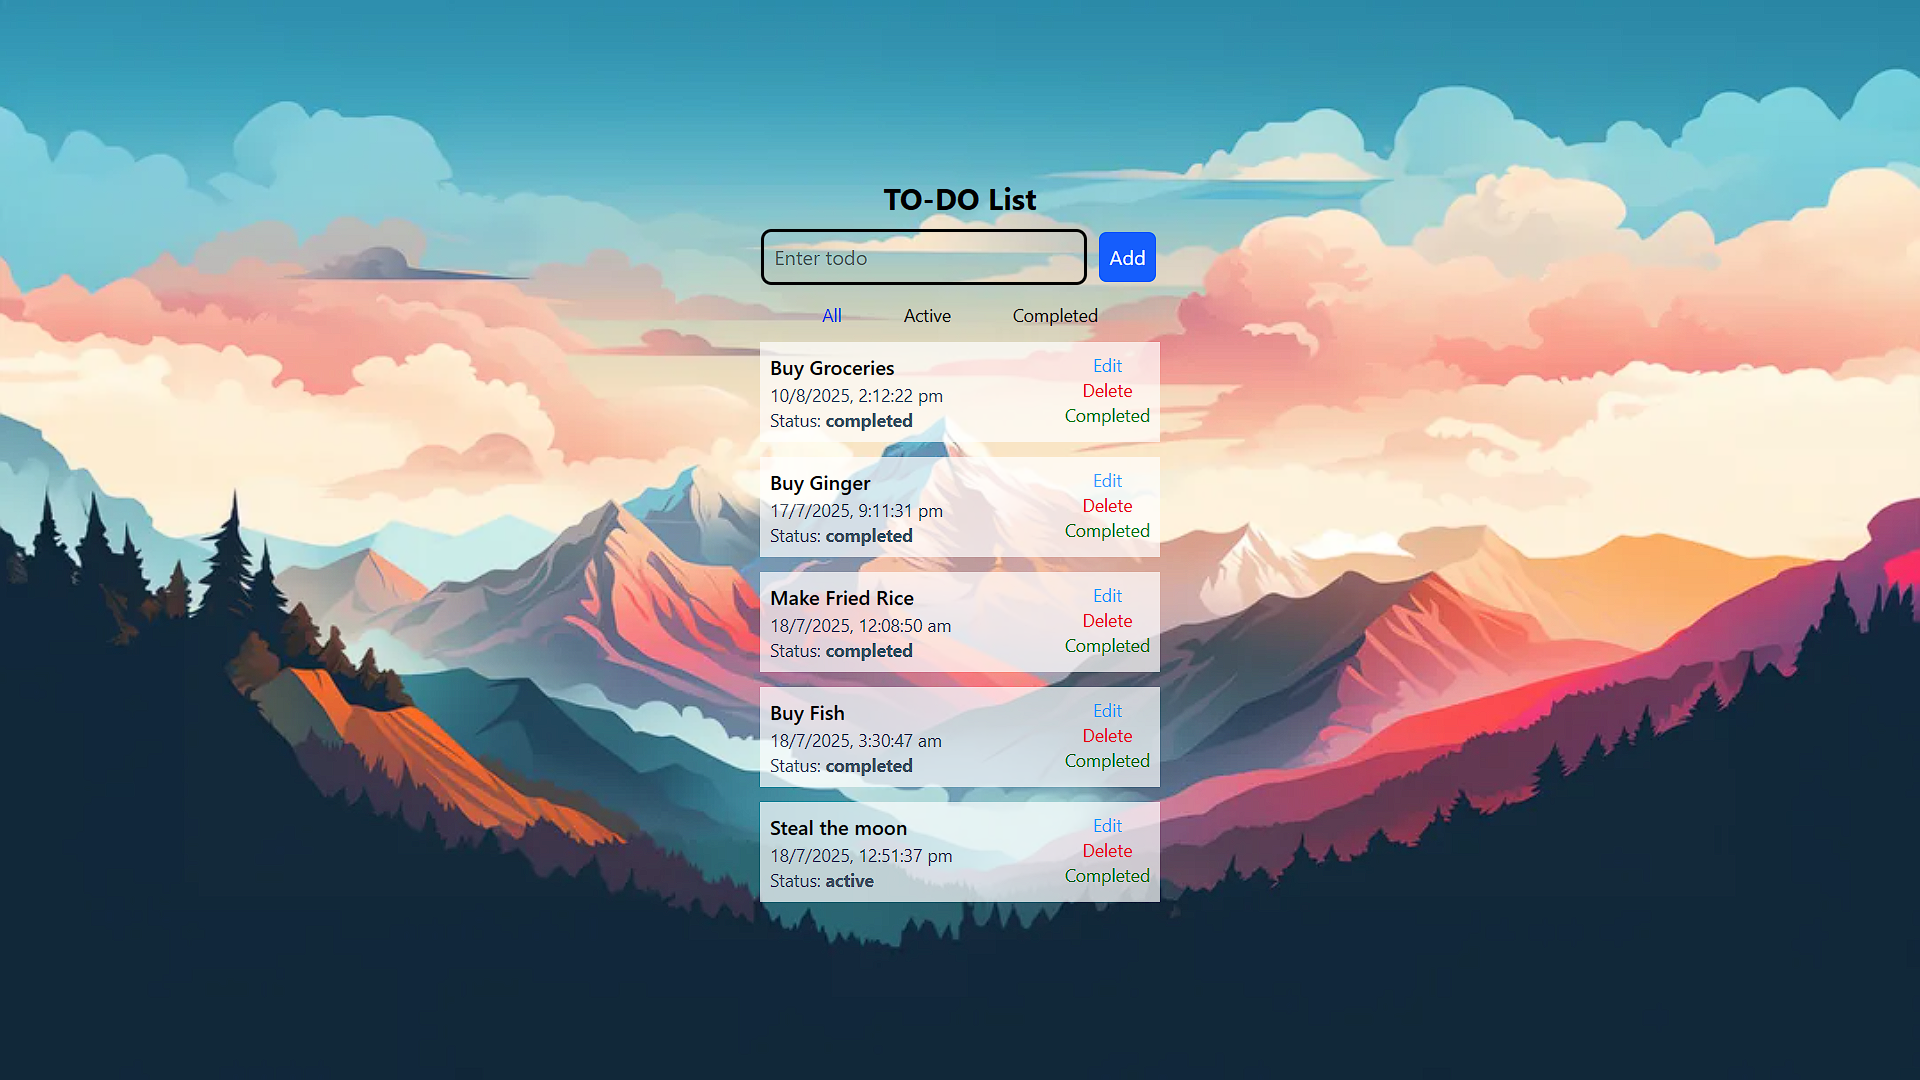 TO-DO List
Enter todo
Add
All Active Completed
Buy Groceries
10/8/2025, 2:12:22 pm
Status: completed
Edit
Delete
Completed
Buy Ginger
17/7/2025, 9:11:31 pm
Status: completed
Edit
Delete
Completed
Make Fried Rice
18/7/2025, 12:08:50 am
Status: completed
Edit
Delete
Completed
Buy Fish
18/7/2025, 3:30:47 am
Status: completed
Edit
Delete
Completed
Steal the moon
18/7/2025, 12:51:37 pm
Status: active
Edit
Delete
Completed